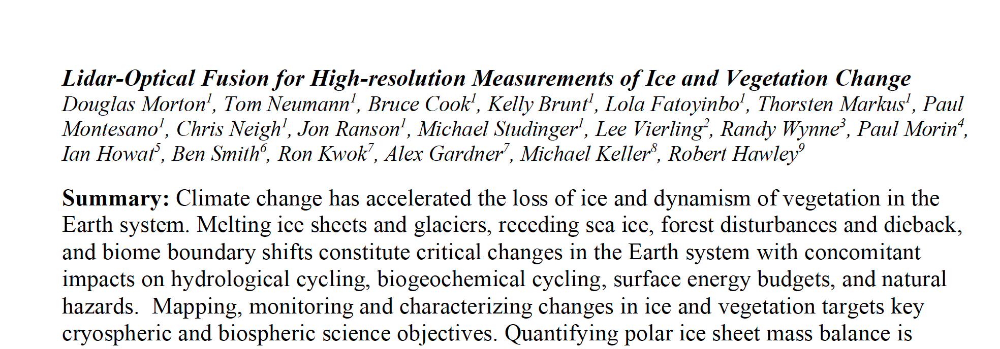 Lidar-Optical Fusion for High-resolution Measurements of Ice and Vegetation Change
Douglas Morton¹, Tom Neumann¹, Bruce Cook¹, Kelly Brunt¹, Lola Fatoyinbo¹, Thorsten Markus¹, Paul
Montesano¹, Chris Neigh¹, Jon Ranson¹, Michael Studinger¹, Lee Vierling², Randy Wynne³, Paul Morin⁴,
Ian Howat⁵, Ben Smith⁶, Ron Kwok⁷, Alex Gardner⁷, Michael Keller⁸, Robert Hawley⁹
Summary: Climate change has accelerated the loss of ice and dynamism of vegetation in the
Earth system. Melting ice sheets and glaciers, receding sea ice, forest disturbances and dieback,
and biome boundary shifts constitute critical changes in the Earth system with concomitant
impacts on hydrological cycling, biogeochemical cycling, surface energy budgets, and natural
hazards.  Mapping, monitoring and characterizing changes in ice and vegetation targets key
cryospheric and biospheric science objectives. Quantifying polar ice sheet mass balance is